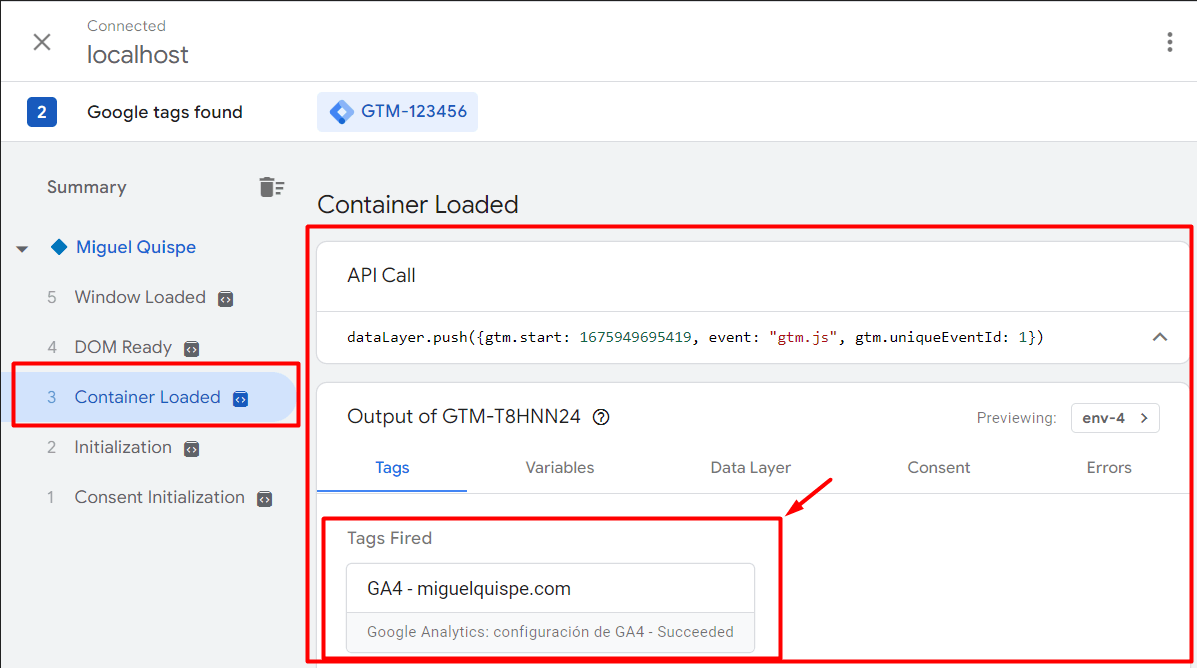 Connected
localhost
2 Google tags found GTM-123456
Summary
Miguel Quispe
5 Window Loaded
4 DOM Ready
3 Container Loaded
2 Initialization
1 Consent Initialization
Container Loaded
API Call
dataLayer.push({gtm.start: 1675949695419, event: "gtm.js", gtm.uniqueEventId: 1})
Output of GTM-T8HNN24 Previewing: env-4
Tags Variables Data Layer Consent Errors
Tags Fired
GA4 - miguelquispe.com
Google Analytics: configuración de GA4 - Succeeded